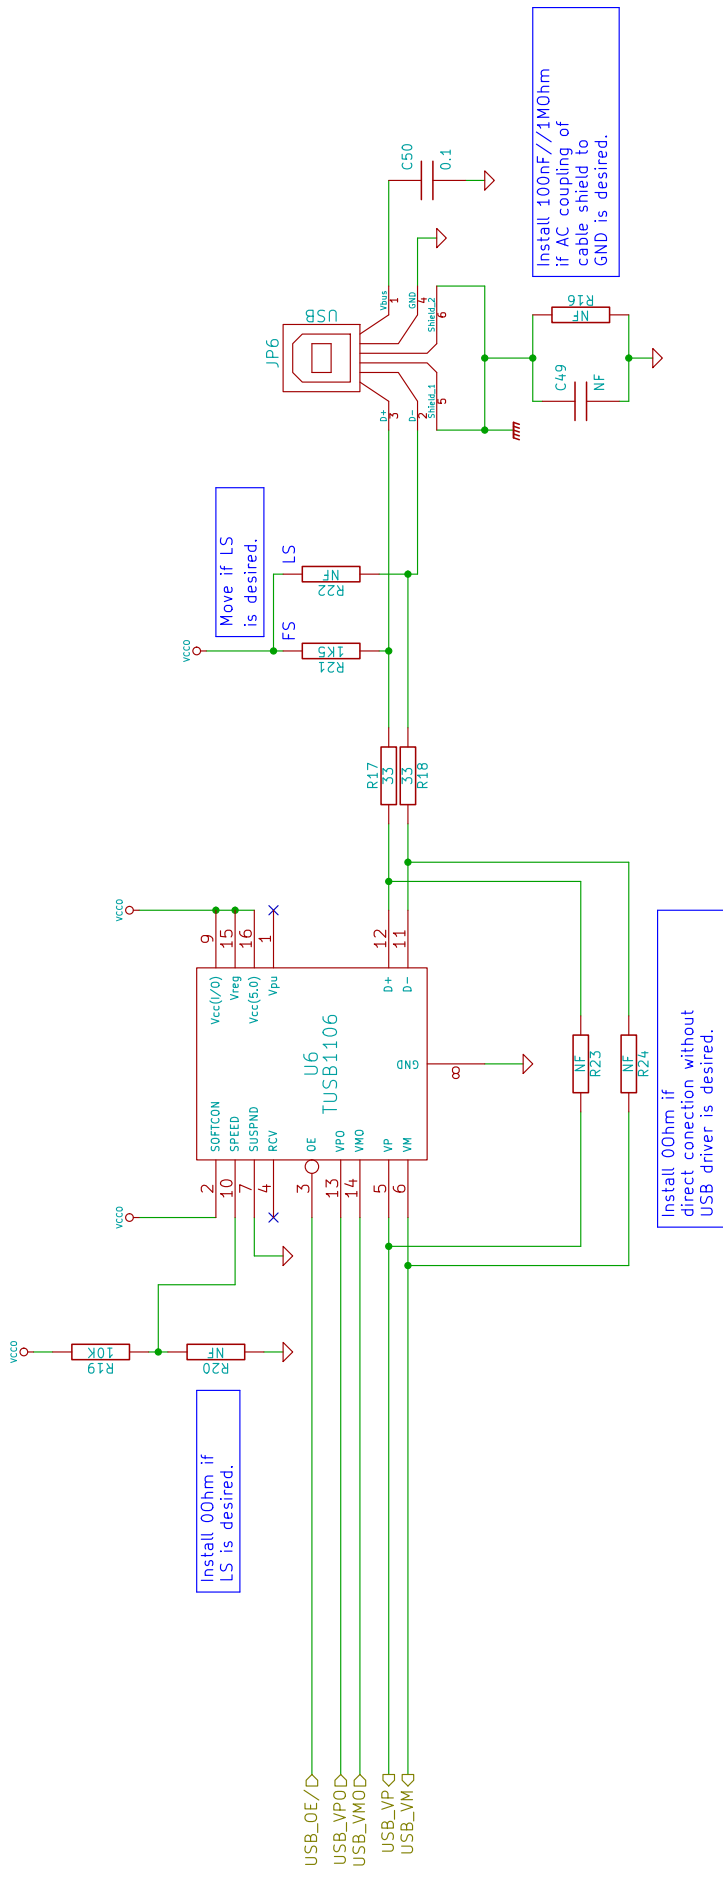 USB_OE/
USB_VPO
USB_VMO
USB_VP
USB_VM
VCCO
10K
R19
NF
R20
Install 0Ohm if
LS is desired.
VCCO
2
10
7
4
3
13
14
5
6
SOFTCON
SPEED
SUSPND
RCV
OE
VPO
VMO
VP
VM
U6
TUSB1106
GND
8
Vcc(I/O)
Vreg
Vcc(5.0)
Vpu
D+
D-
9
15
16
1
12
11
VCCO
NF
R23
NF
R24
Install 0Ohm if
direct conection without
USB driver is desired.
R17
33
33
R18
VCCO
FS
1K5
R21
LS
NF
R22
Move if LS
is desired.
JP6
USB
D+
3
D-
2
Shield_1
5
Vbus
1
GND
4
Shield_2
6
C50
0.1
C49
NF
R16
NF
Install 100nF//1MOhm
if AC coupling of
cable shield to
GND is desired.